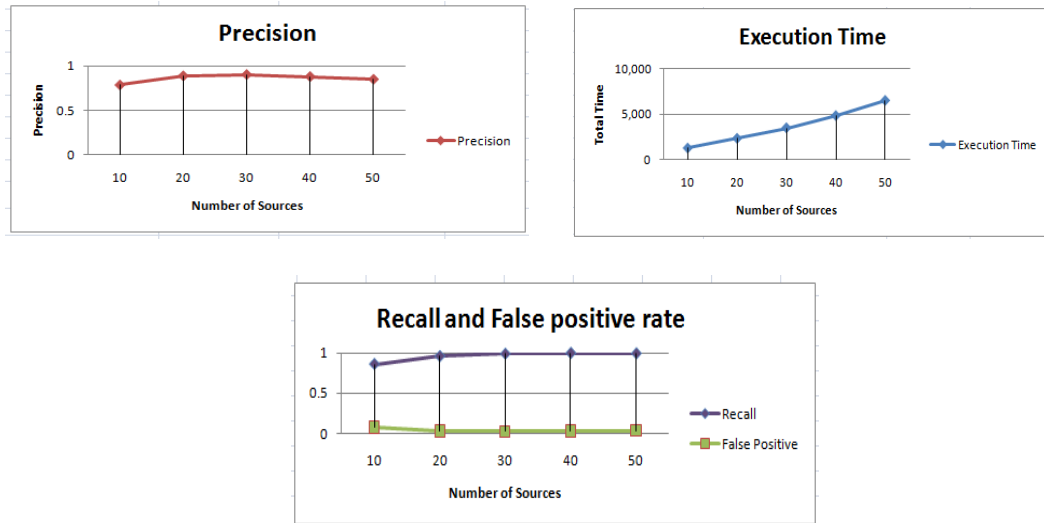 Precision
1
0.5
0
Precision
10 20 30 40 50
Number of Sources
Precision
Execution Time
10,000
5,000
0
Total Time
10 20 30 40 50
Number of Sources
Execution Time
Recall and False positive rate
1
0.5
0
10 20 30 40 50
Number of Sources
Recall
False Positive